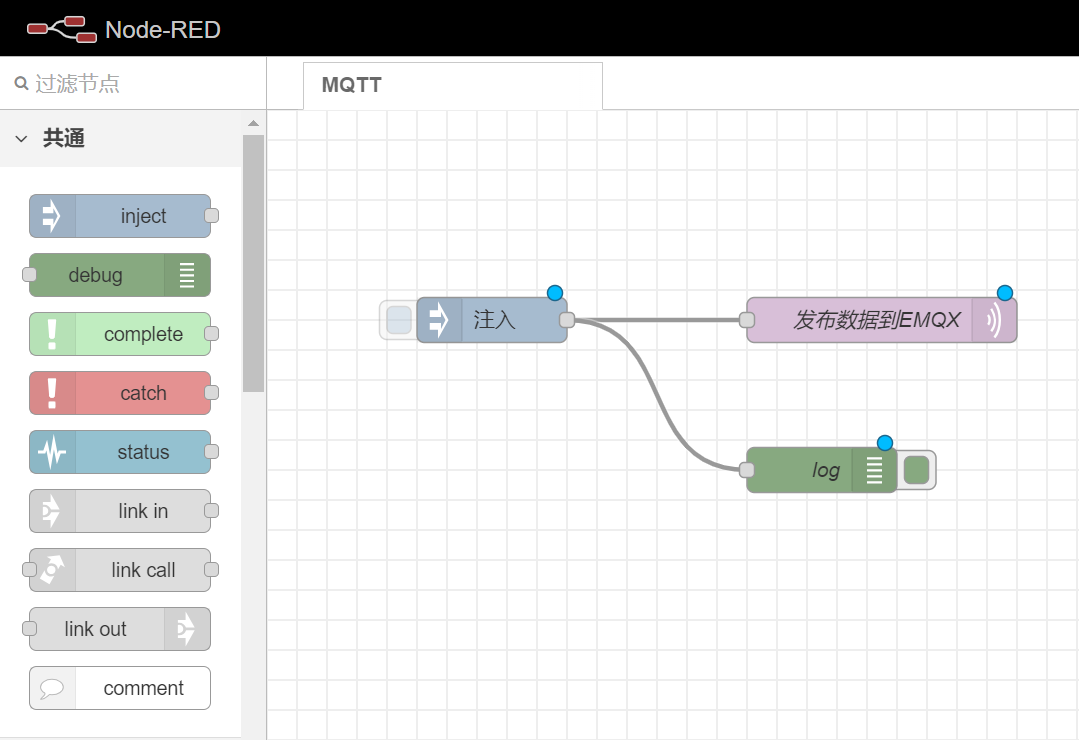 Node-RED
过滤节点
MQTT
共通
inject
debug
complete
catch
status
link in
link call
link out
comment
注入
发布数据到EMQX
log